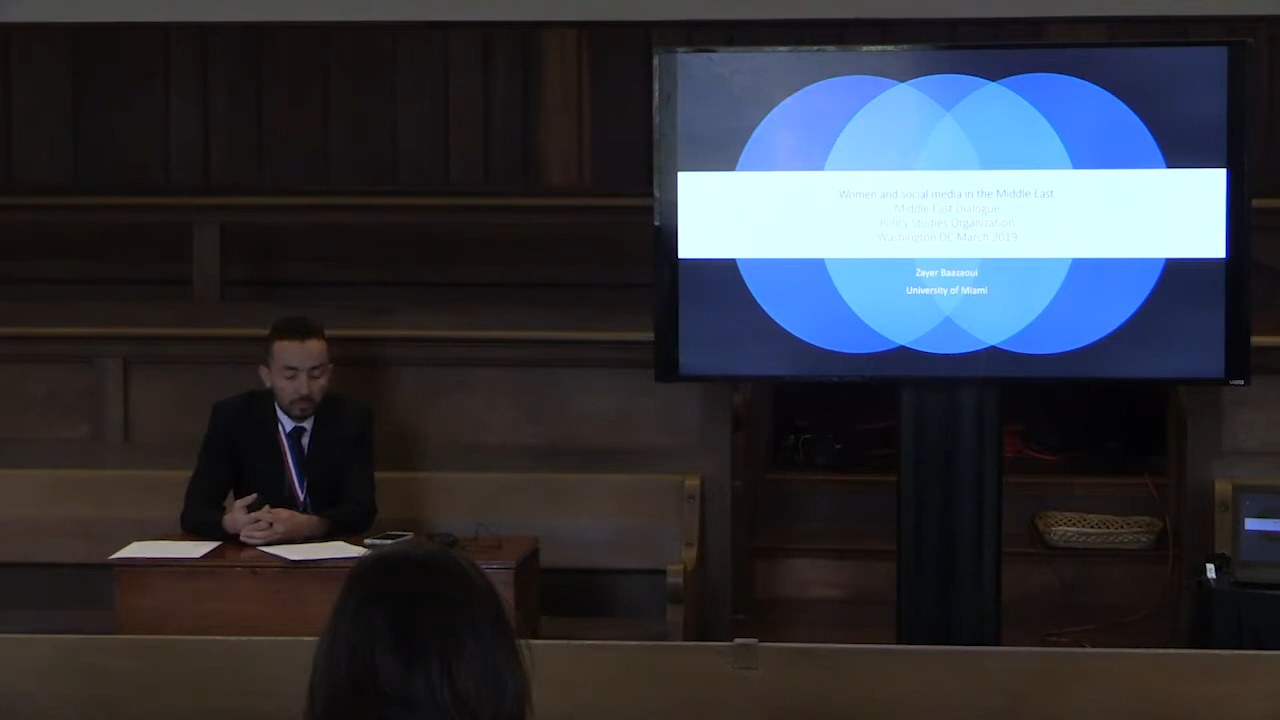 Women and social media in the Middle East
Middle East Dialogue
Policy Studies Organization
Washington DC March 2019
Zayer Baazaoui
University of Miami